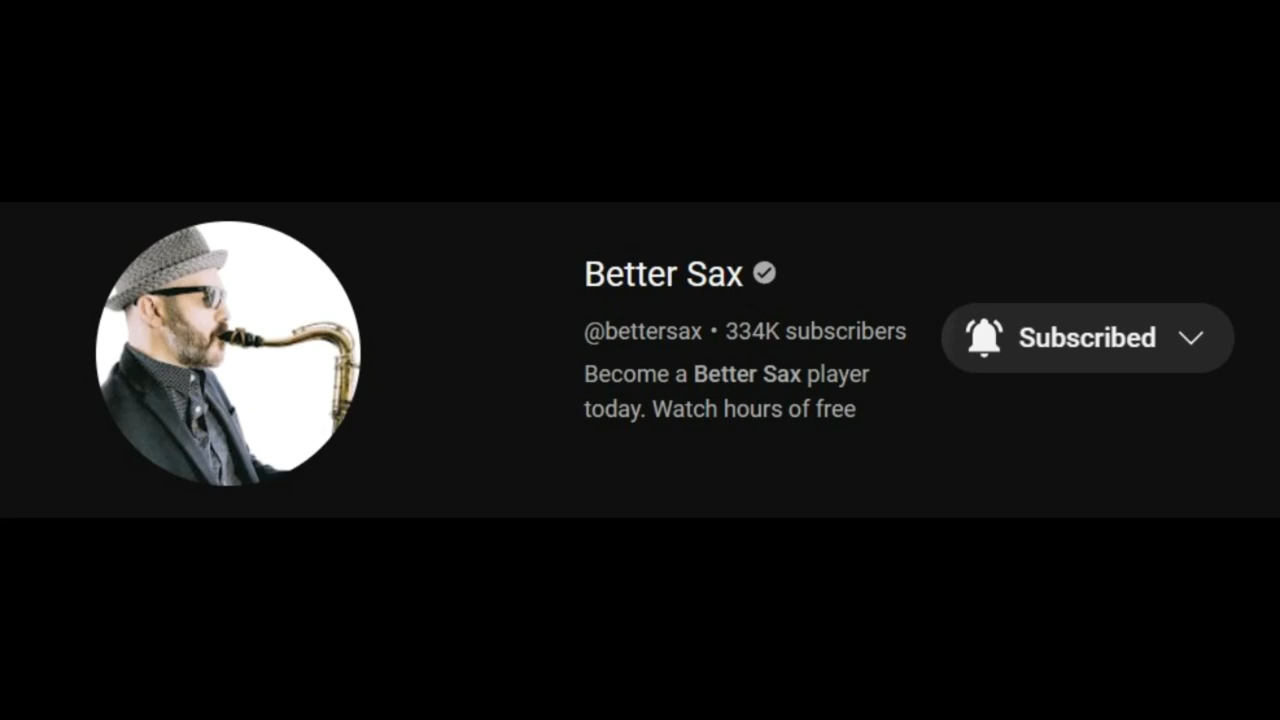 Better Sax
@bettersax • 334K subscribers
Become a Better Sax player
today. Watch hours of free
Subscribed